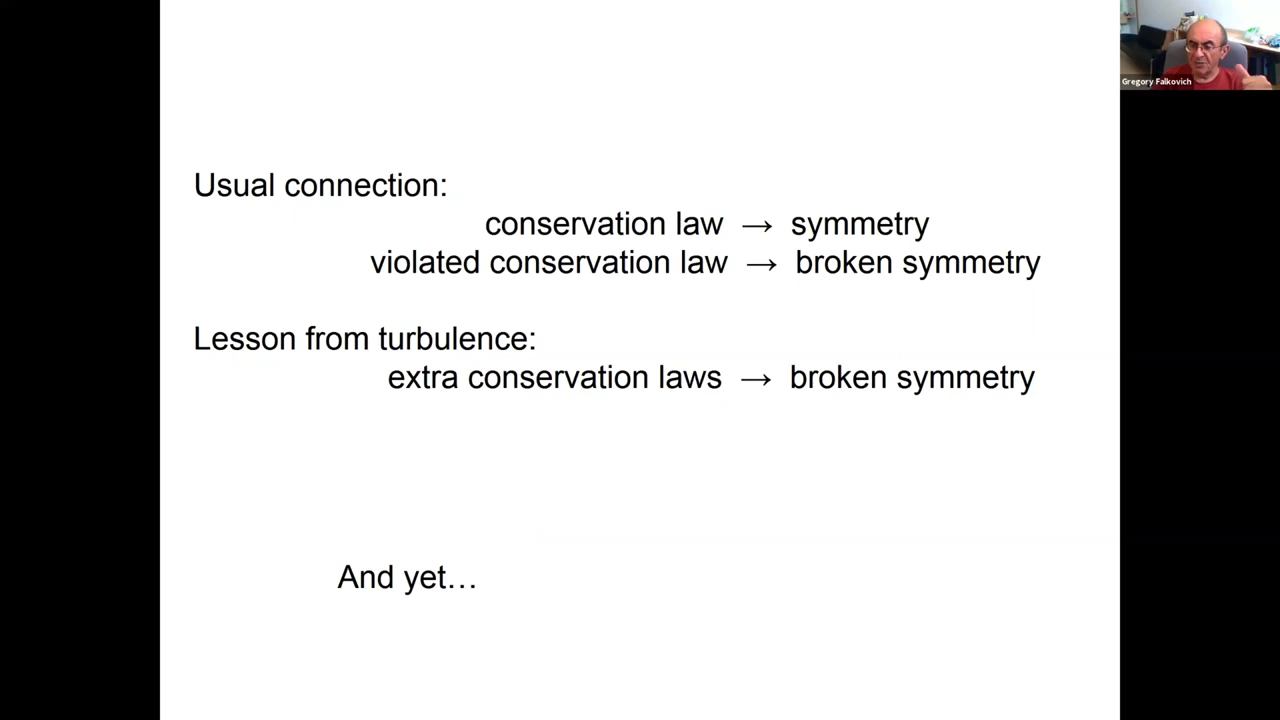 Gregory Falkovich
Usual connection:
conservation law → symmetry
violated conservation law → broken symmetry
Lesson from turbulence:
extra conservation laws → broken symmetry
And yet…